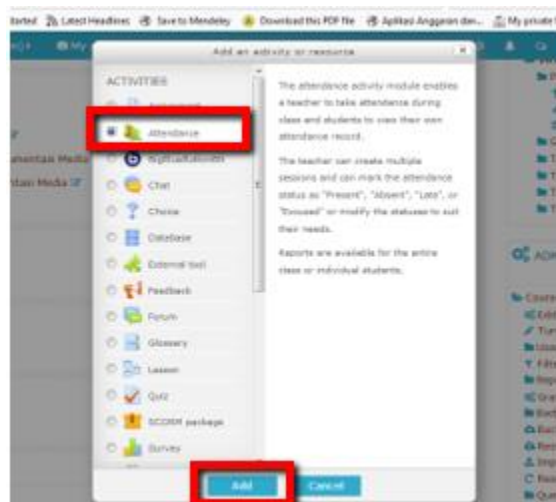 Latest Headlines
Save to Mendeley
Download this PDF file
Aplikasi Anggaran dan...
My private
Add an activity or resource
ACTIVITIES
Assignment
Attendance
BigBlueButtonBN
Chat
Choice
Database
External tool
Feedback
Forum
Glossary
Lesson
Quiz
SCORM package
Survey
The attendance activity module enables
a teacher to take attendance during
class and students to view their own
attendance record.
The teacher can create multiple
sessions and can mark the attendance
status as "Present", "Absent", "Late", or
"Excused" or modify the statuses to suit
their needs.
Reports are available for the entire
class or individual students.
Add
Cancel